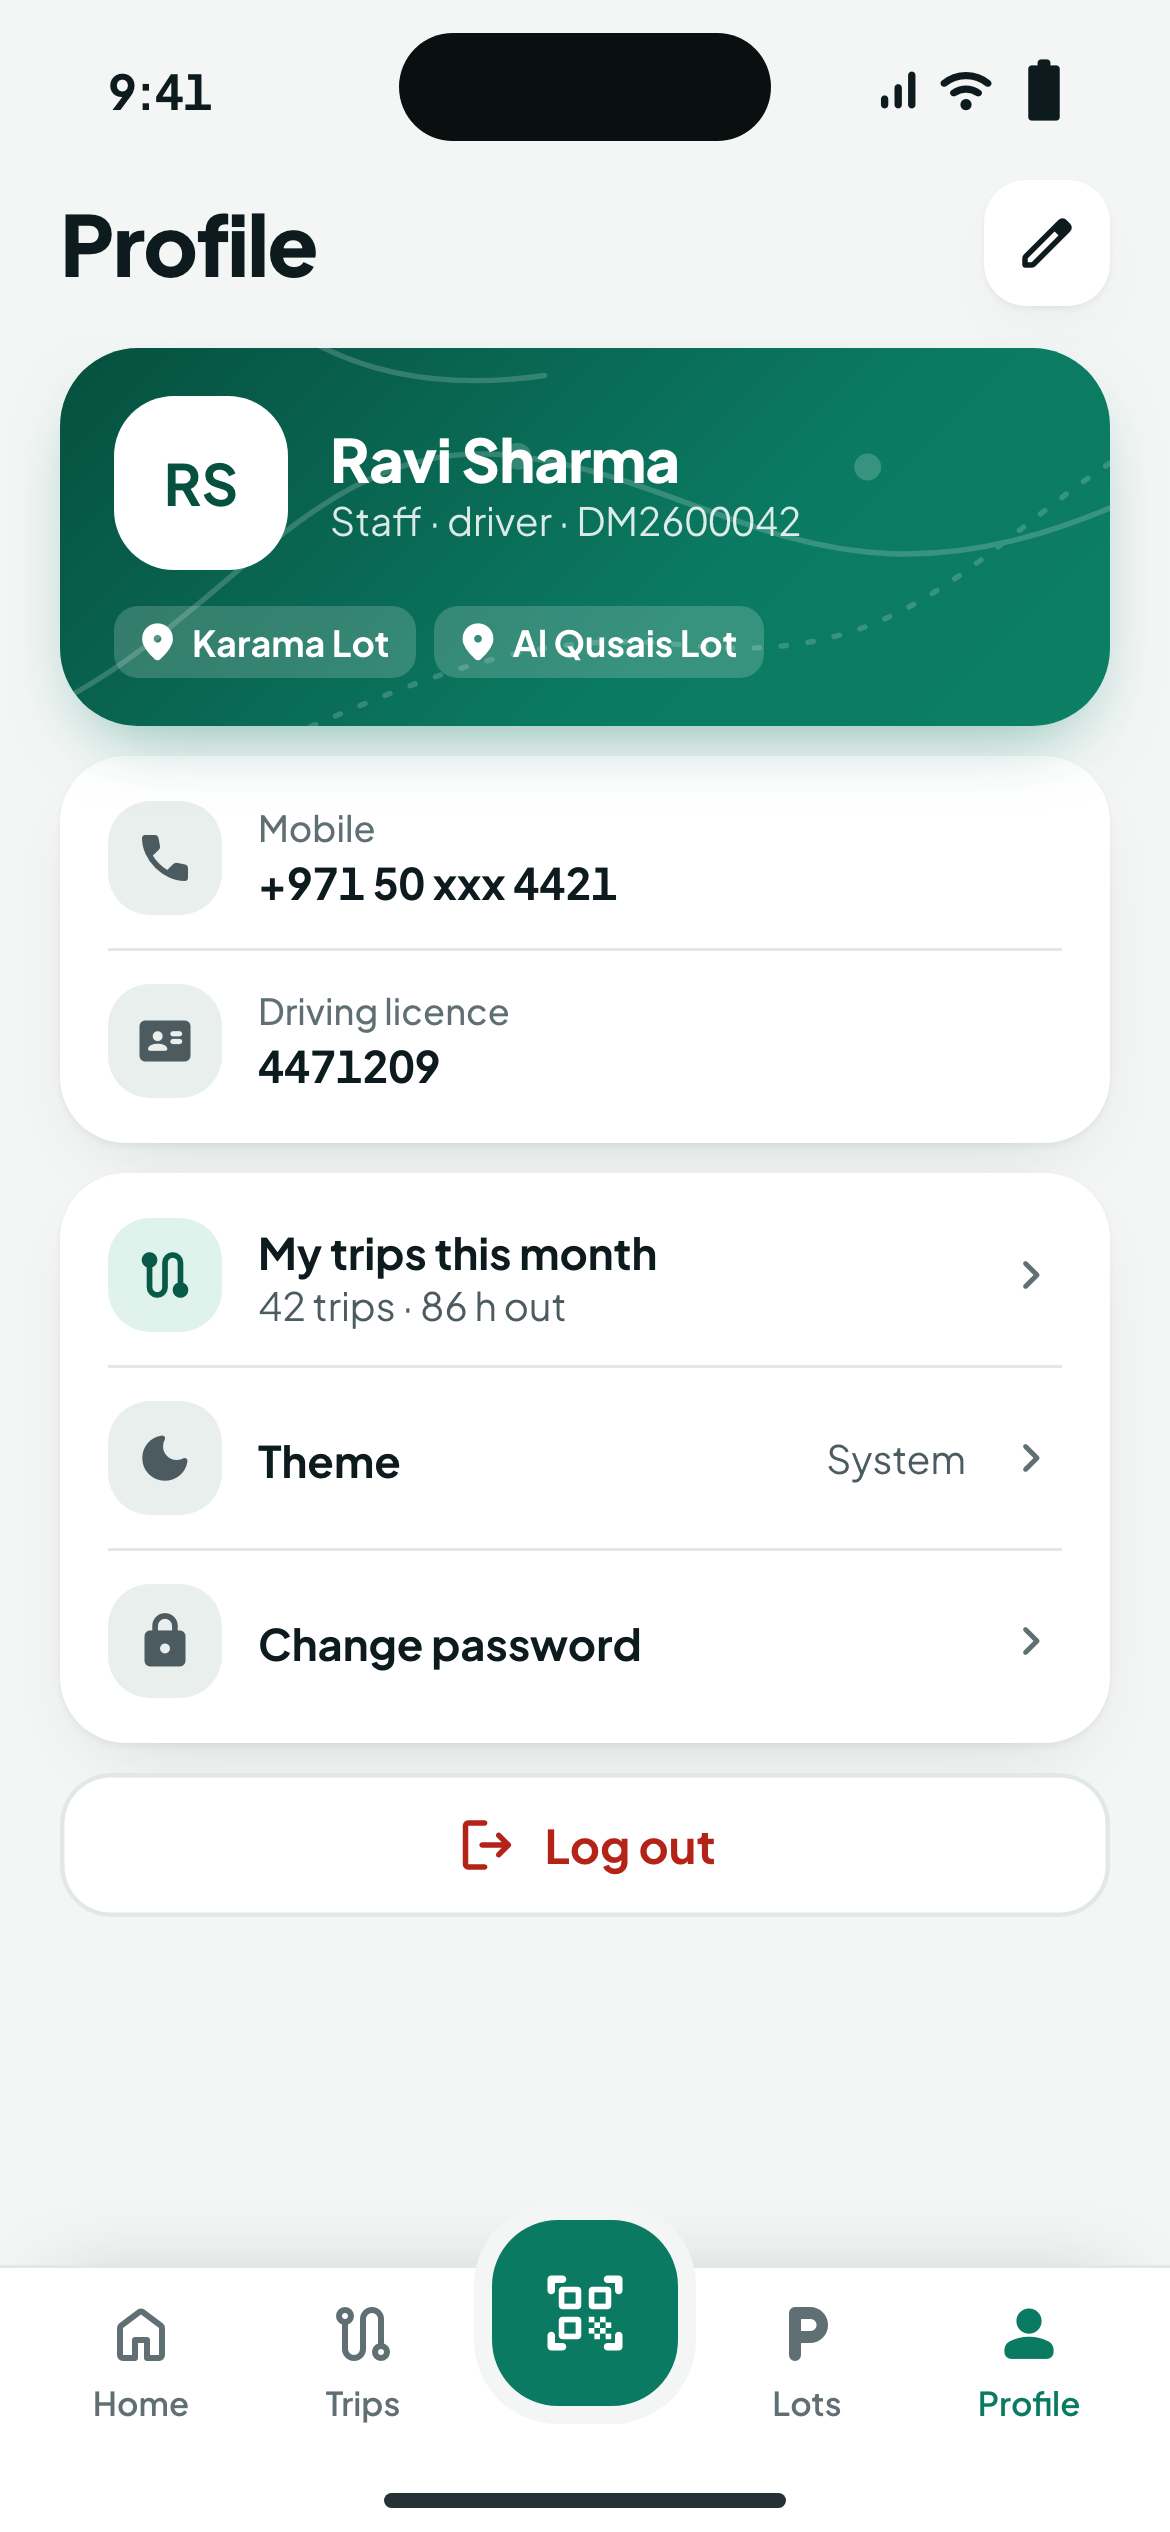 9:41
Profile
RS
Ravi Sharma
Staff · driver · DM2600042
Karama Lot
Al Qusais Lot
Mobile
+971 50 xxx 4421
Driving licence
4471209
My trips this month
42 trips · 86 h out
Theme
System
Change password
Log out
Home
Trips
Lots
Profile